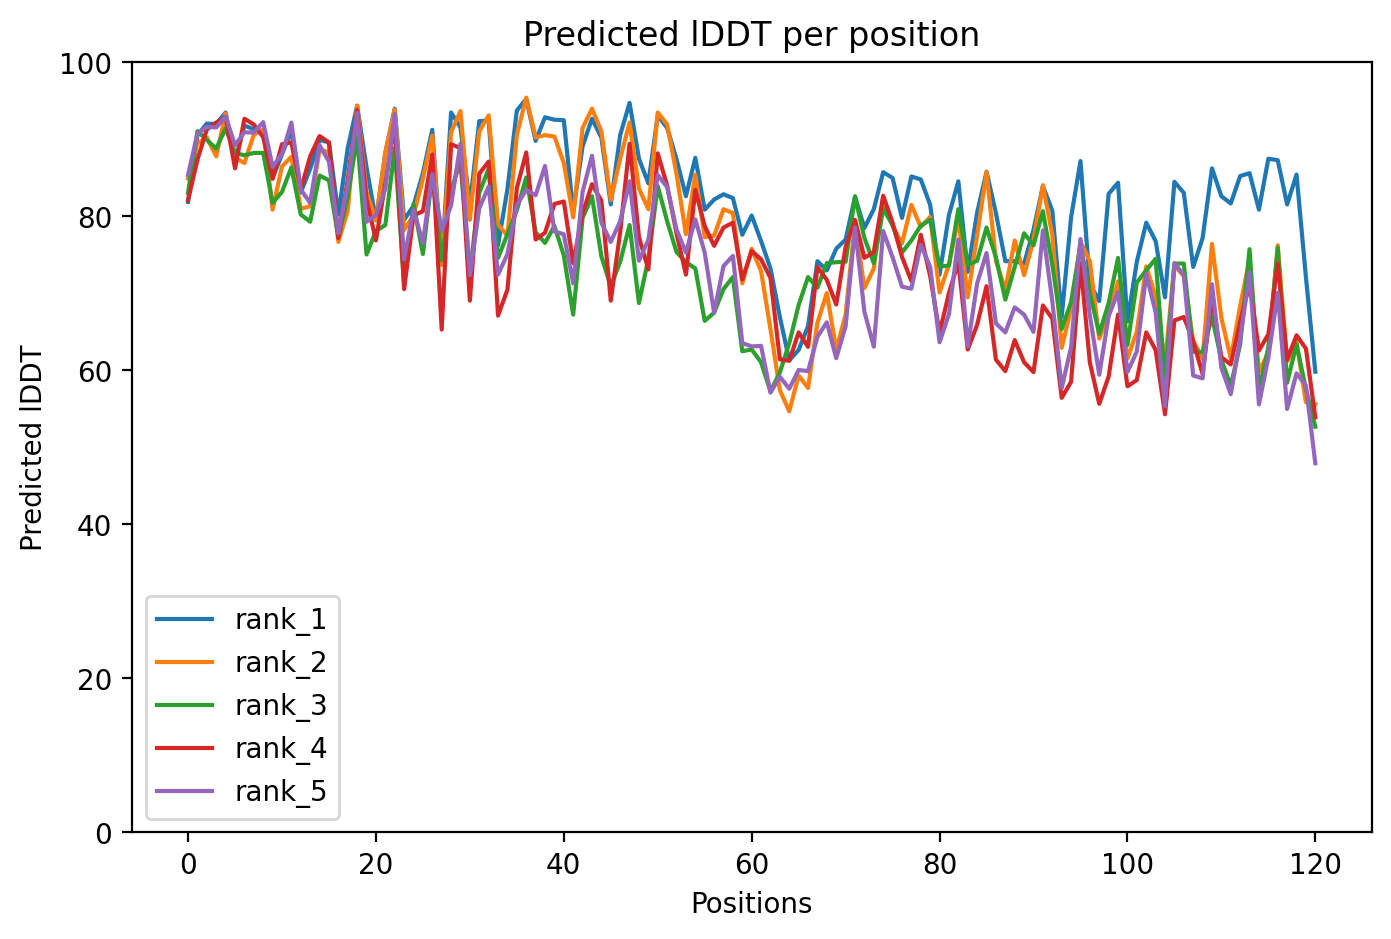 Predicted lDDT per position
100
80
60
40
20
0
Predicted lDDT
rank_1
rank_2
rank_3
rank_4
rank_5
0 20 40 60 80 100 120
Positions